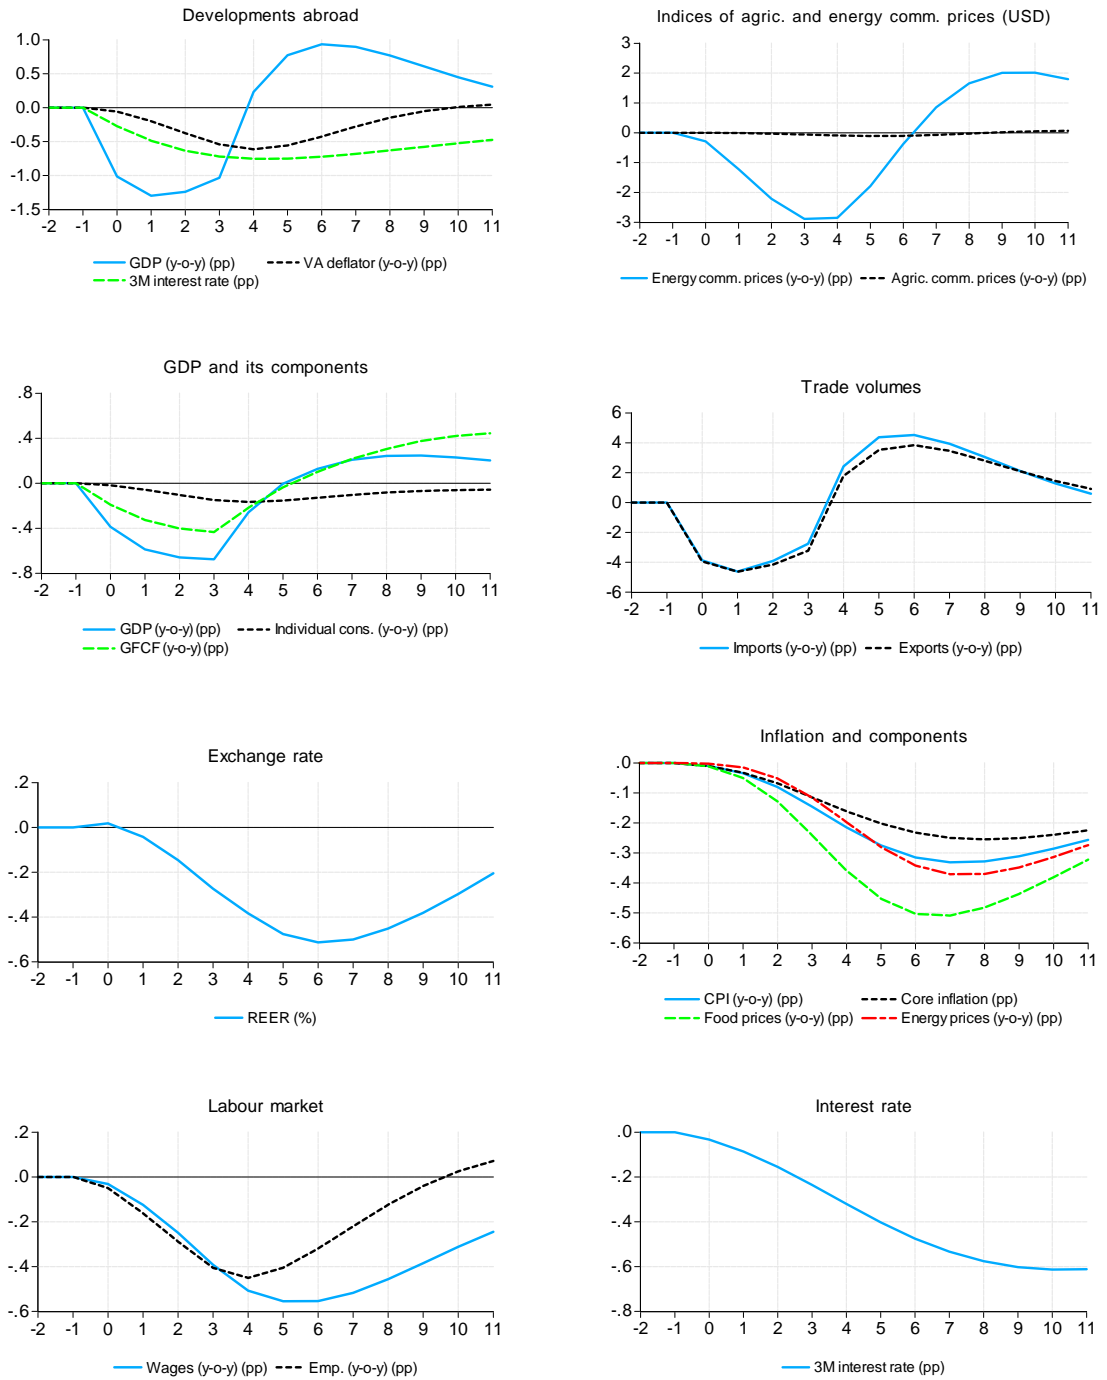 Developments abroad
1.0
0.5
0.0
-0.5
-1.0
-1.5
-2 -1 0 1 2 3 4 5 6 7 8 9 10 11
GDP (y-o-y) (pp) VA deflator (y-o-y) (pp)
3M interest rate (pp)
Indices of agric. and energy comm. prices (USD)
3
2
1
0
-1
-2
-3
-2 -1 0 1 2 3 4 5 6 7 8 9 10 11
Energy comm. prices (y-o-y) (pp) Agric. comm. prices (y-o-y) (pp)
GDP and its components
.8
.4
.0
-.4
-.8
-2 -1 0 1 2 3 4 5 6 7 8 9 10 11
GDP (y-o-y) (pp) Individual cons. (y-o-y) (pp)
GFCF (y-o-y) (pp)
Trade volumes
6
4
2
0
-2
-4
-6
-2 -1 0 1 2 3 4 5 6 7 8 9 10 11
Imports (y-o-y) (pp) Exports (y-o-y) (pp)
Exchange rate
.2
.0
-.2
-.4
-.6
-2 -1 0 1 2 3 4 5 6 7 8 9 10 11
REER (%)
Inflation and components
.0
-.1
-.2
-.3
-.4
-.5
-.6
-2 -1 0 1 2 3 4 5 6 7 8 9 10 11
CPI (y-o-y) (pp) Core inflation (pp)
Food prices (y-o-y) (pp) Energy prices (y-o-y) (pp)
Labour market
.2
.0
-.2
-.4
-.6
-2 -1 0 1 2 3 4 5 6 7 8 9 10 11
Wages (y-o-y) (pp) Emp. (y-o-y) (pp)
Interest rate
.0
-.2
-.4
-.6
-.8
-2 -1 0 1 2 3 4 5 6 7 8 9 10 11
3M interest rate (pp)